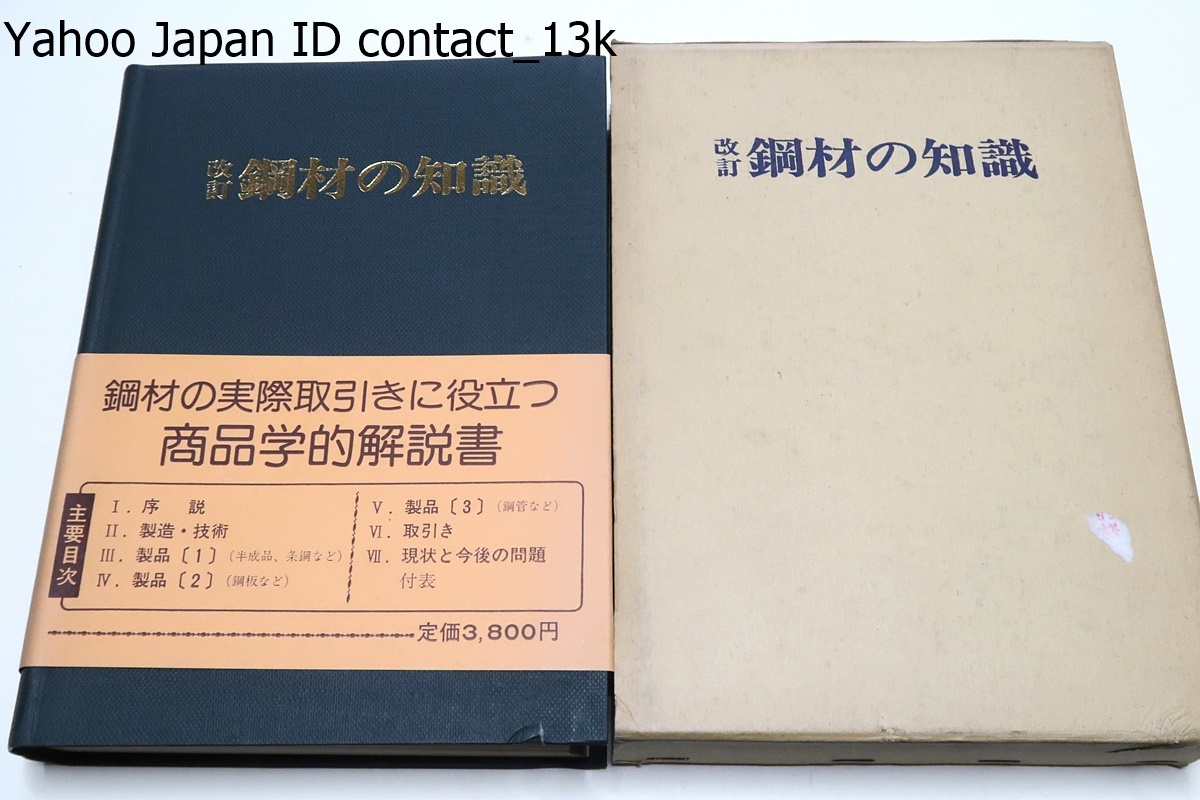 Yahoo Japan ID contact_13k
改訂 鋼材の知識
鋼材の実際取引きに役立つ
商品学的解説書
主要目次
Ⅰ. 序 説
Ⅱ. 製造・技術
Ⅲ. 製品〔1〕(半成品、条鋼など)
Ⅳ. 製品〔2〕(鋼板など)
Ⅴ. 製品〔3〕(鋼管など)
Ⅵ. 取引き
Ⅶ. 現状と今後の問題
付表
定価3,800円
改訂 鋼材の知識